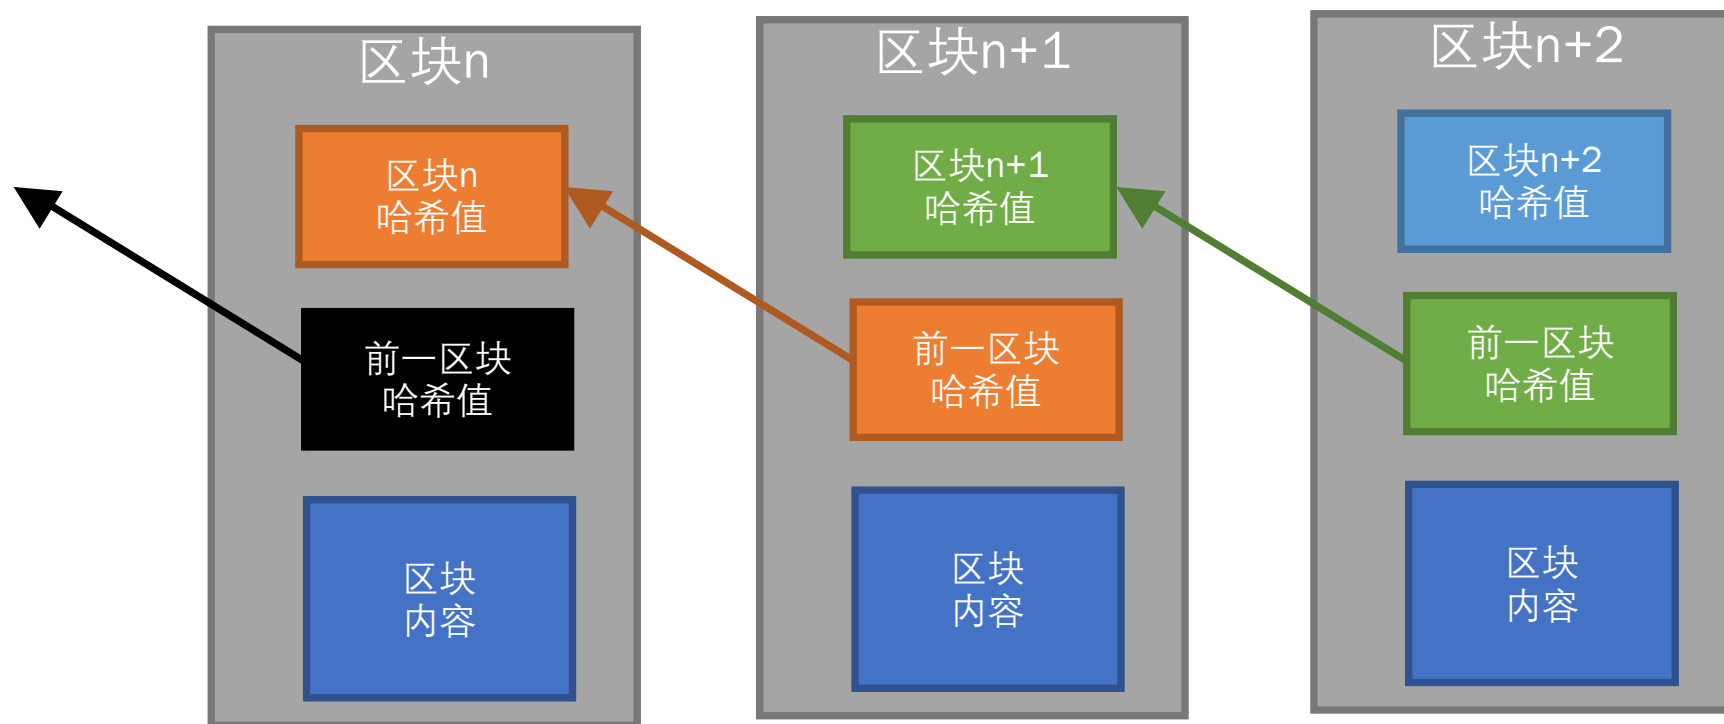 区块n
区块n
哈希值
前一区块
哈希值
区块
内容
区块n+1
区块n+1
哈希值
前一区块
哈希值
区块
内容
区块n+2
区块n+2
哈希值
前一区块
哈希值
区块
内容